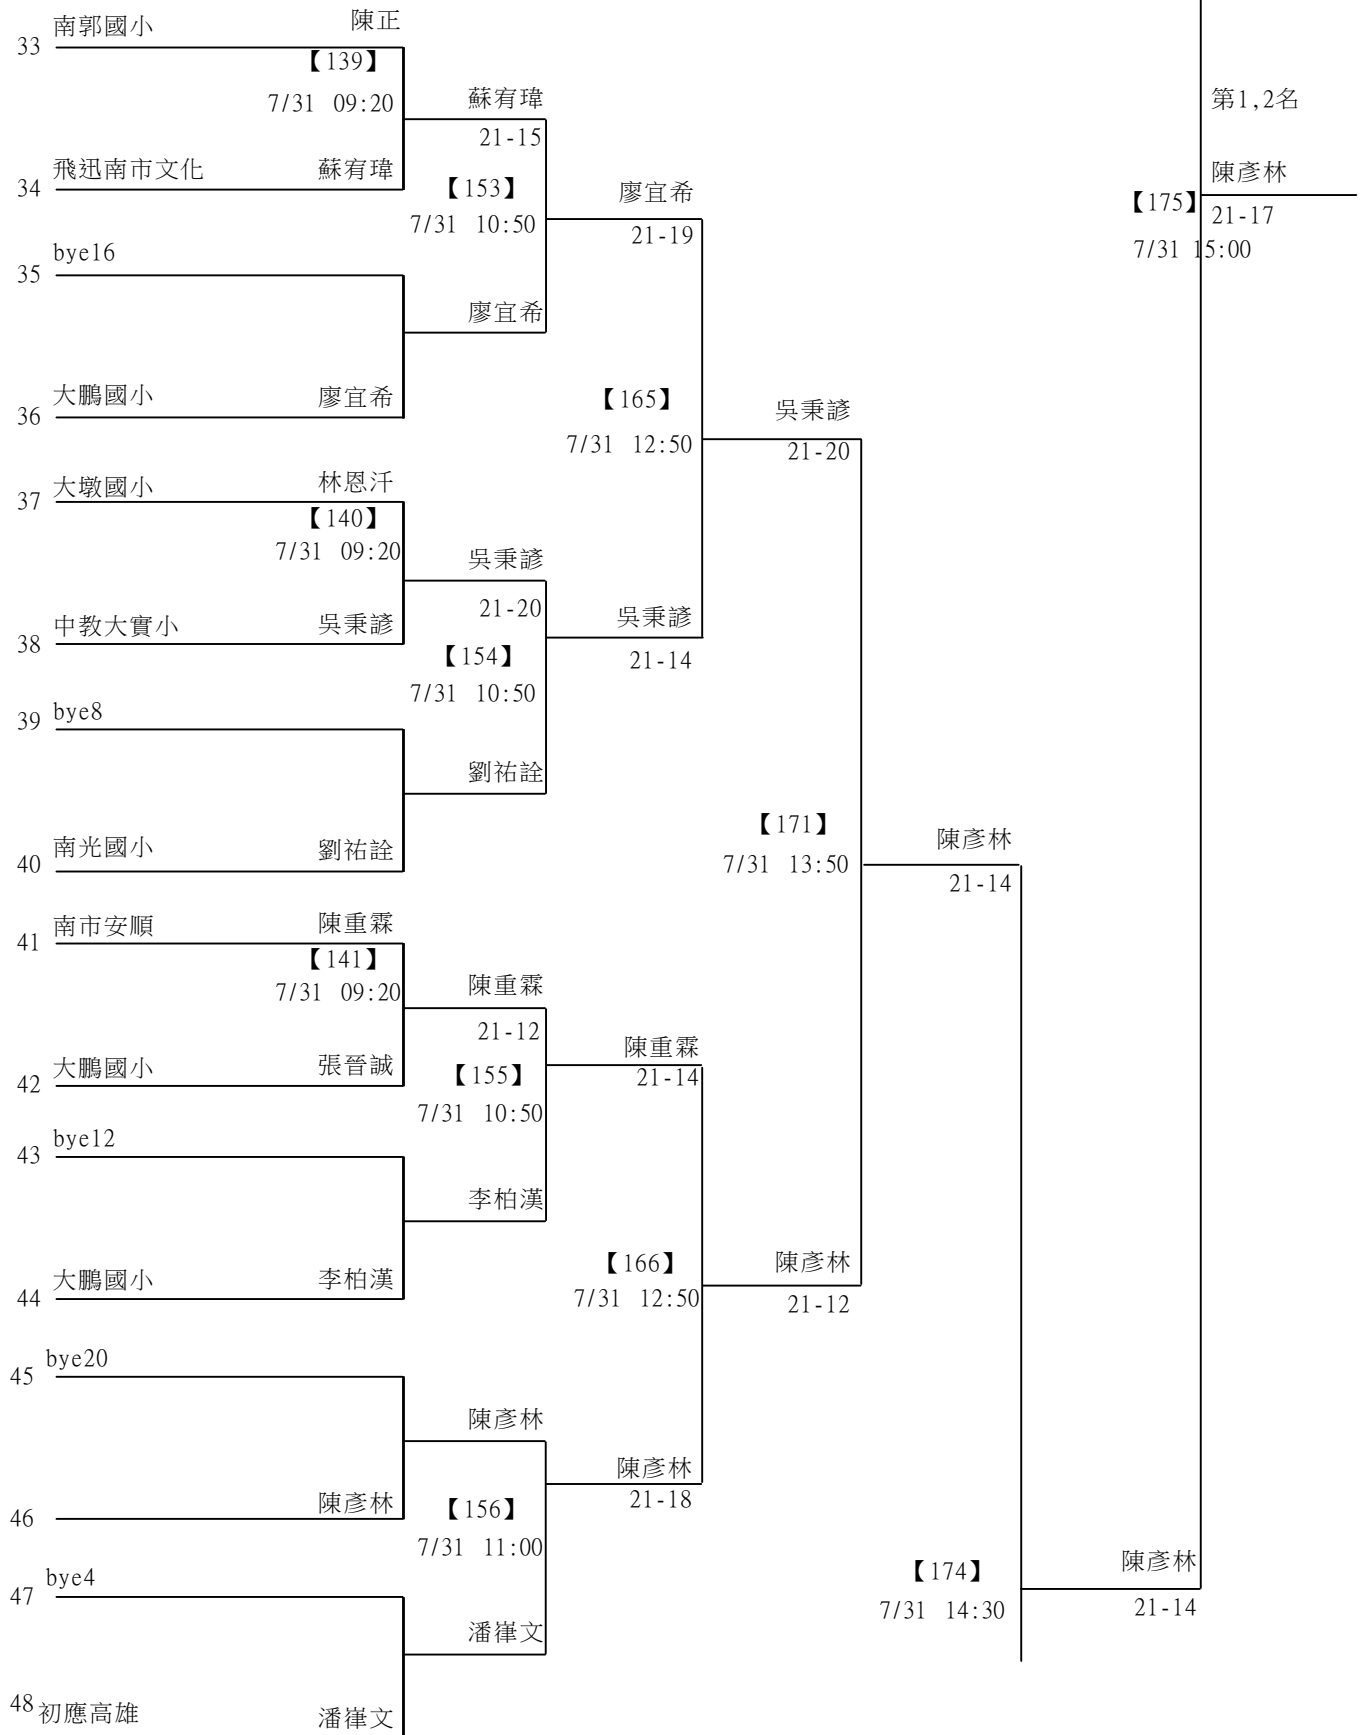 33 南郭國小 陳正
【139】
7/31 09:20
蘇宥瑋
21-15
34 飛迅南市文化 蘇宥瑋
【153】
7/31 10:50
廖宜希
21-19
35 bye16
廖宜希
36 大鵬國小 廖宜希
【165】
7/31 12:50
吳秉諺
21-20
37 大墩國小 林恩汘
【140】
7/31 09:20
吳秉諺
21-20
38 中教大實小 吳秉諺
【154】
7/31 10:50
吳秉諺
21-14
39 bye8
劉祐詮
40 南光國小 劉祐詮
【171】
7/31 13:50
陳彥林
21-14
41 南市安順 陳重霖
【141】
7/31 09:20
陳重霖
21-12
42 大鵬國小 張晉誠
【155】
7/31 10:50
陳重霖
21-14
43 bye12
李柏漢
44 大鵬國小 李柏漢
【166】
7/31 12:50
陳彥林
21-12
45 bye20
陳彥林
46 陳彥林
【156】
7/31 11:00
陳彥林
21-18
47 bye4
潘嵂文
48 初應高雄 潘嵂文
【174】
7/31 14:30
陳彥林
21-14
第1,2名
陳彥林
【175】
21-17
7/31 15:00